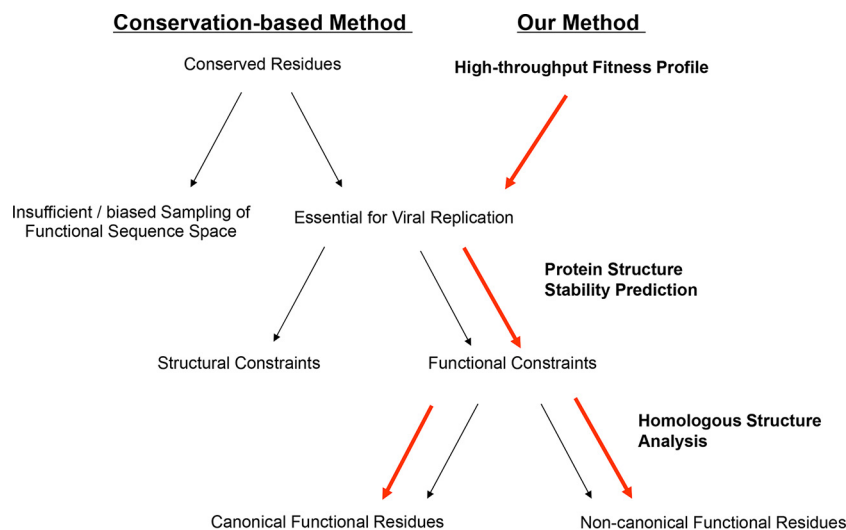 Conservation-based Method
Our Method
Conserved Residues
High-throughput Fitness Profile
Insufficient / biased Sampling of
Functional Sequence Space
Essential for Viral Replication
Protein Structure
Stability Prediction
Structural Constraints
Functional Constraints
Homologous Structure
Analysis
Canonical Functional Residues
Non-canonical Functional Residues